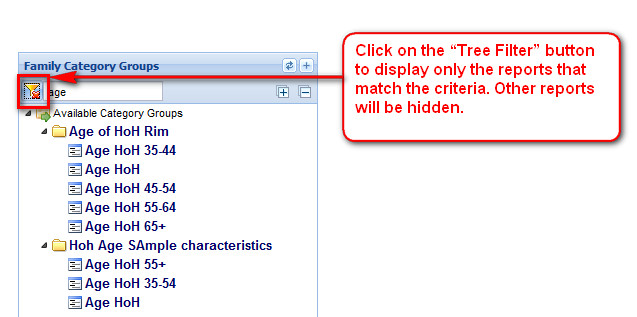 Family Category Groups
age
Available Category Groups
Age of HoH Rim
Age HoH 35-44
Age HoH
Age HoH 45-54
Age HoH 55-64
Age HoH 65+
Hoh Age SAmple characteristics
Age HoH 55+
Age HoH 35-54
Age HoH
Click on the “Tree Filter” button
to display only the reports that
match the criteria. Other reports
will be hidden.